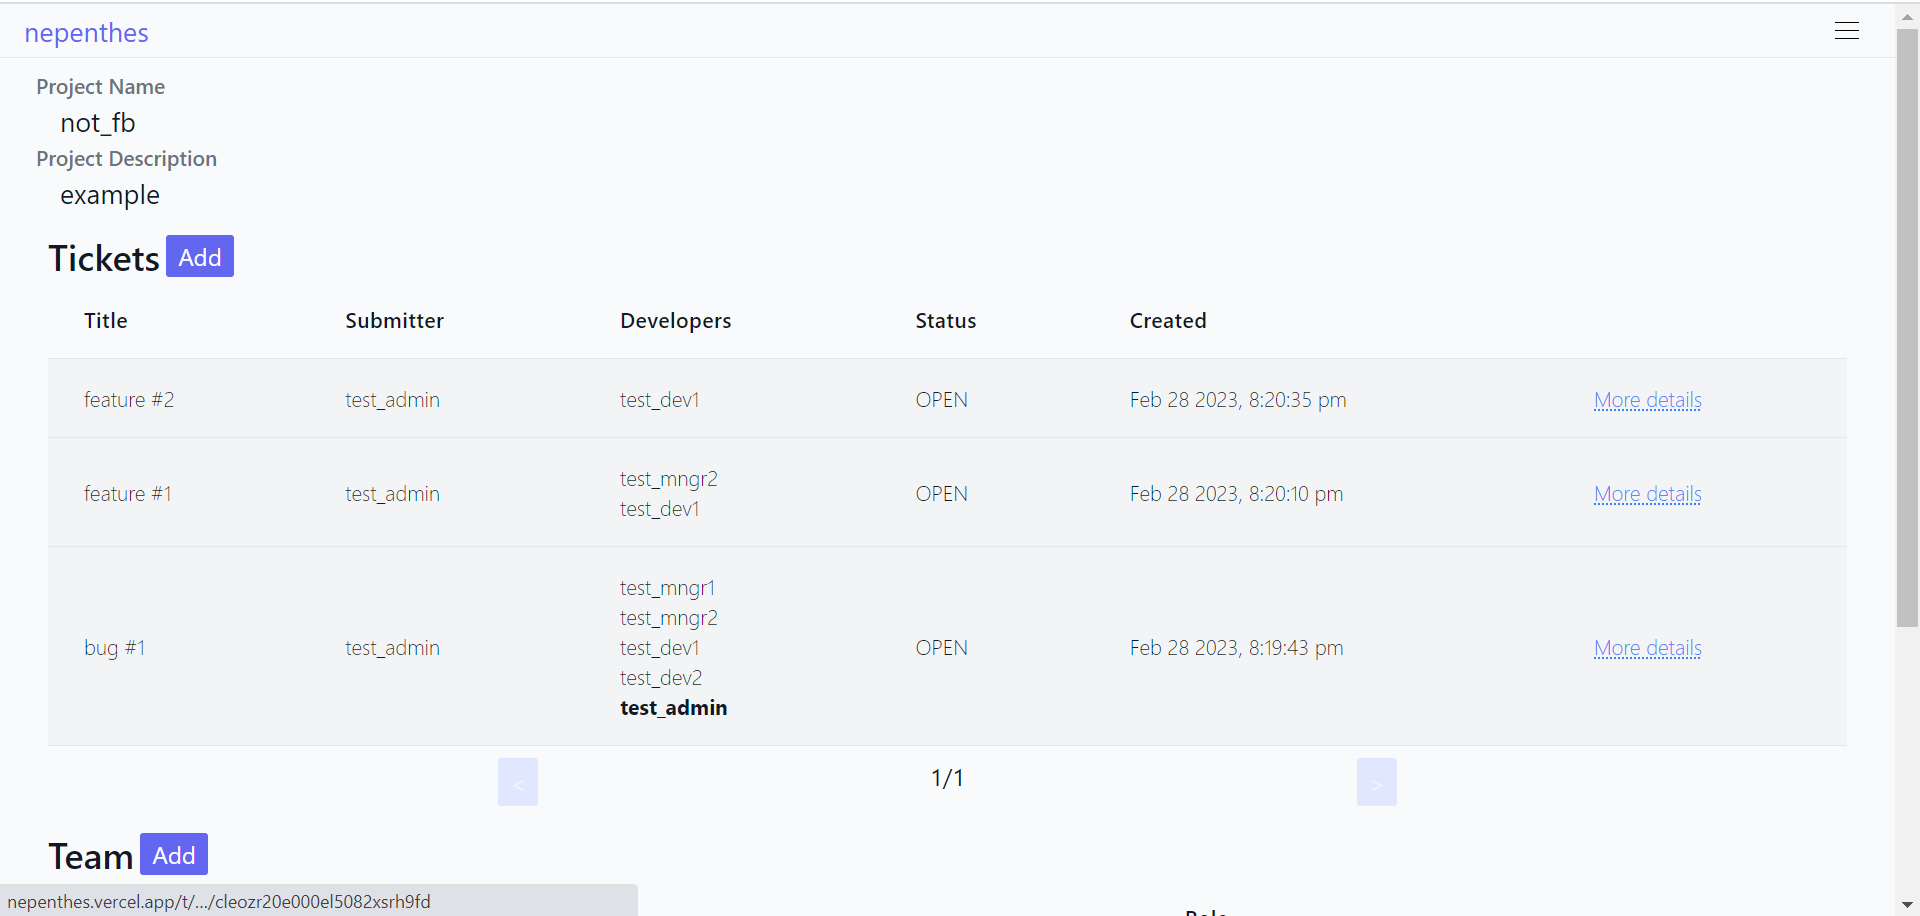 nepenthes
Project Name
not_fb
Project Description
example
Tickets Add
Title Submitter Developers Status Created
feature #2 test_admin test_dev1 OPEN Feb 28 2023, 8:20:35 pm More details
feature #1 test_admin test_mngr2 OPEN Feb 28 2023, 8:20:10 pm More details
test_dev1
test_mngr1
test_mngr2
bug #1 test_admin test_dev1 OPEN Feb 28 2023, 8:19:43 pm More details
test_dev2
test_admin
< 1/1 >
Team Add
nepenthes.vercel.app/t/.../cleozr20e000el5082xsrh9fd
Role